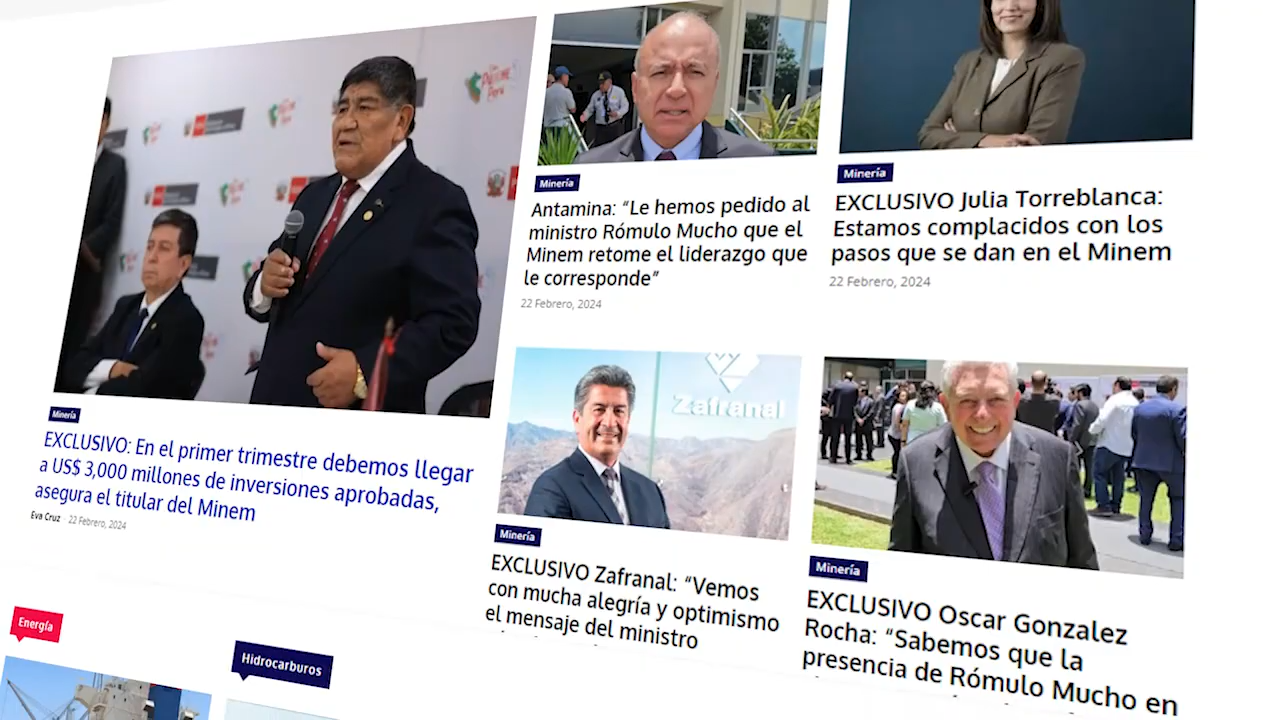 Minería
EXCLUSIVO: En el primer trimestre debemos llegar
a US$ 3,000 millones de inversiones aprobadas,
asegura el titular del Minem
Eva Cruz - 22 Febrero, 2024
Minería
Antamina: “Le hemos pedido al
ministro Rómulo Mucho que el
Minem retome el liderazgo que
le corresponde”
22 Febrero, 2024
Minería
EXCLUSIVO Julia Torreblanca:
Estamos complacidos con los
pasos que se dan en el Minem
22 Febrero, 2024
Zafranal
Minería
EXCLUSIVO Zafranal: “Vemos
con mucha alegría y optimismo
el mensaje del ministro
Minería
EXCLUSIVO Oscar Gonzalez
Rocha: “Sabemos que la
presencia de Rómulo Mucho en
Energía
Hidrocarburos